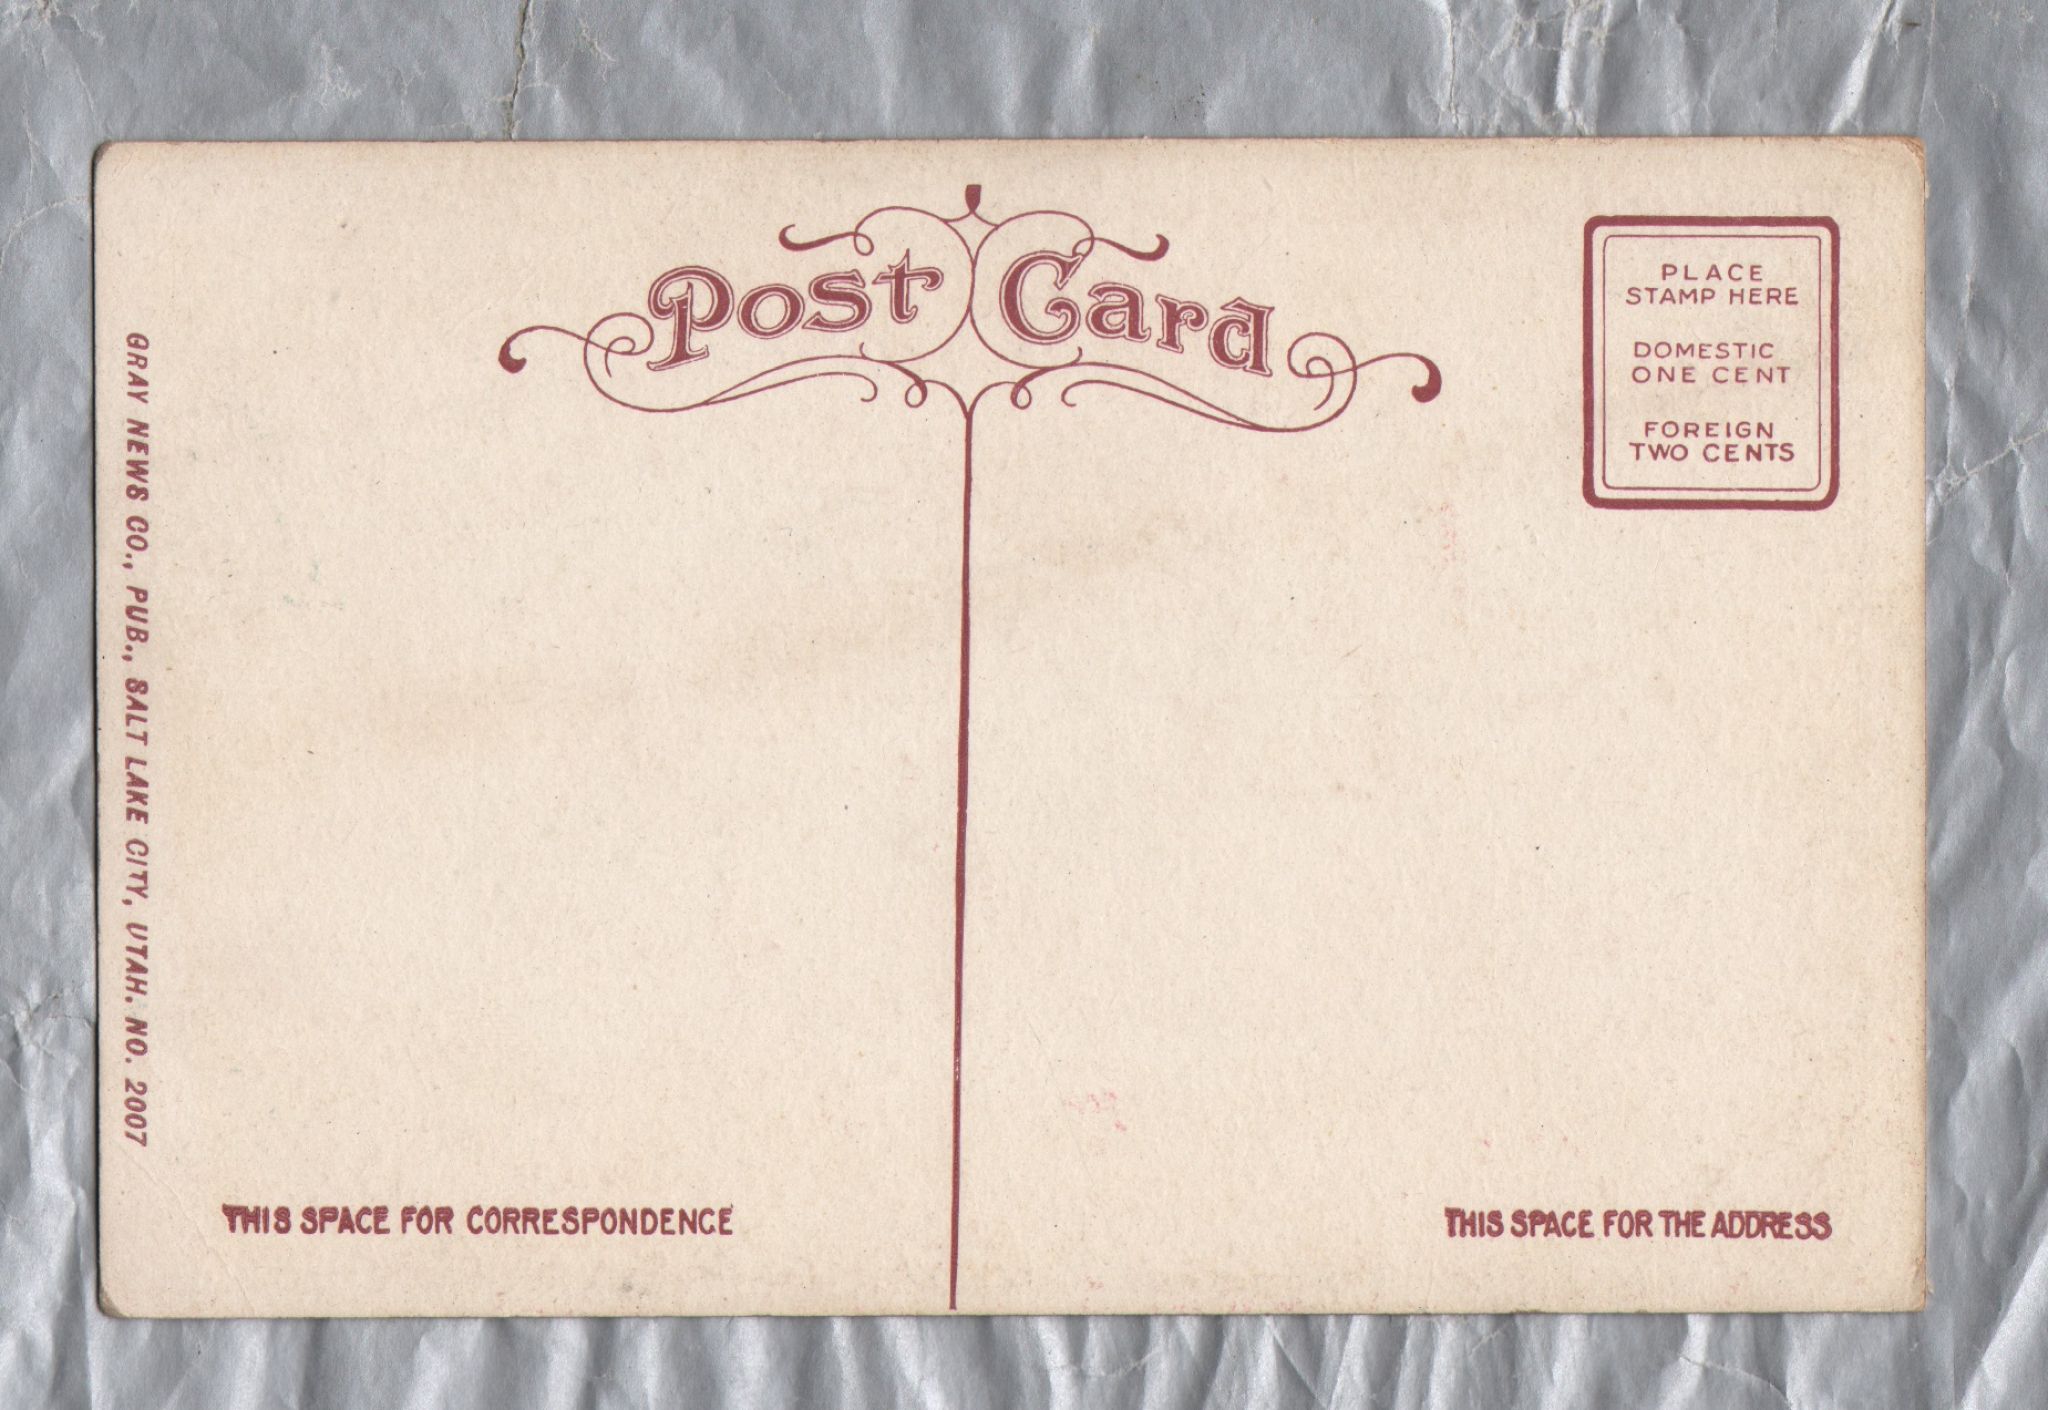 Post Card
PLACE
STAMP HERE
DOMESTIC
ONE CENT
FOREIGN
TWO CENTS
GRAY NEWS CO., PUB., SALT LAKE CITY, UTAH. NO. 2007
THIS SPACE FOR CORRESPONDENCE
THIS SPACE FOR THE ADDRESS